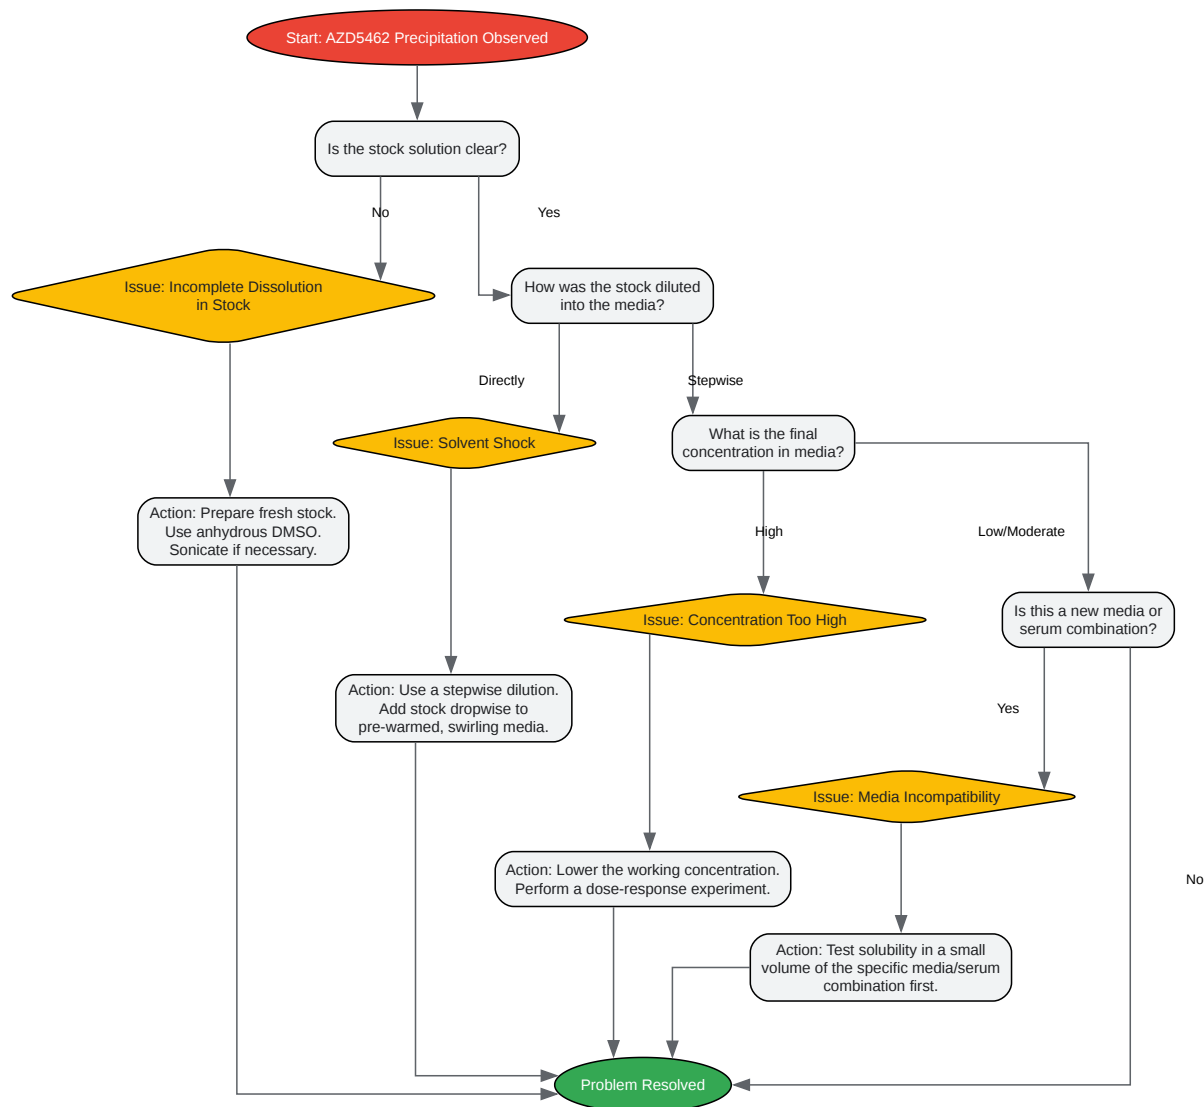 Start: AZD5462 Precipitation Observed
Is the stock solution clear?
No
Yes
Issue: Incomplete Dissolution
in Stock
How was the stock diluted
into the media?
Directly
Stepwise
Issue: Solvent Shock
What is the final
concentration in media?
Action: Prepare fresh stock.
Use anhydrous DMSO.
Sonicate if necessary.
High
Low/Moderate
Issue: Concentration Too High
Is this a new media or
serum combination?
Action: Use a stepwise dilution.
Add stock dropwise to
pre-warmed, swirling media.
Yes
Issue: Media Incompatibility
Action: Lower the working concentration.
Perform a dose-response experiment.
No
Action: Test solubility in a small
volume of the specific media/serum
combination first.
Problem Resolved